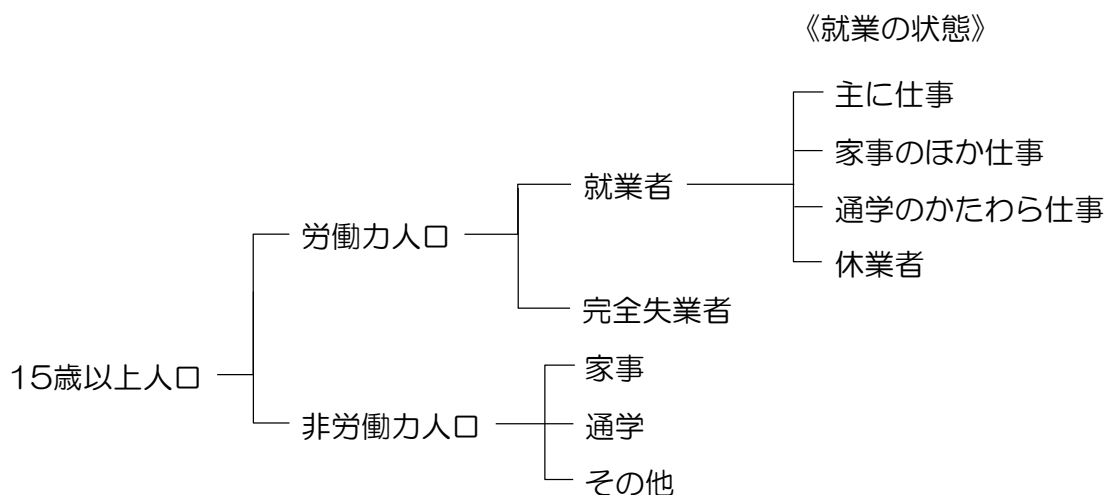 《就業の状態》
主に仕事
家事のほか仕事
就業者
通学のかたわら仕事
労働力人口
休業者
完全失業者
家事
15歳以上人口
非労働力人口
通学
その他